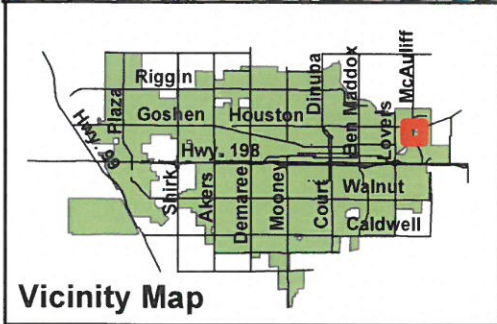 Riggin
Goshen
Houston
Hwy. 198
Walnut
Caldwell
Hwy. 99
Plaza
Shirk
Akers
Demaree
Mooney
Court
Dinuba
Ben Maddox
Lovers
McAuliff
Vicinity Map